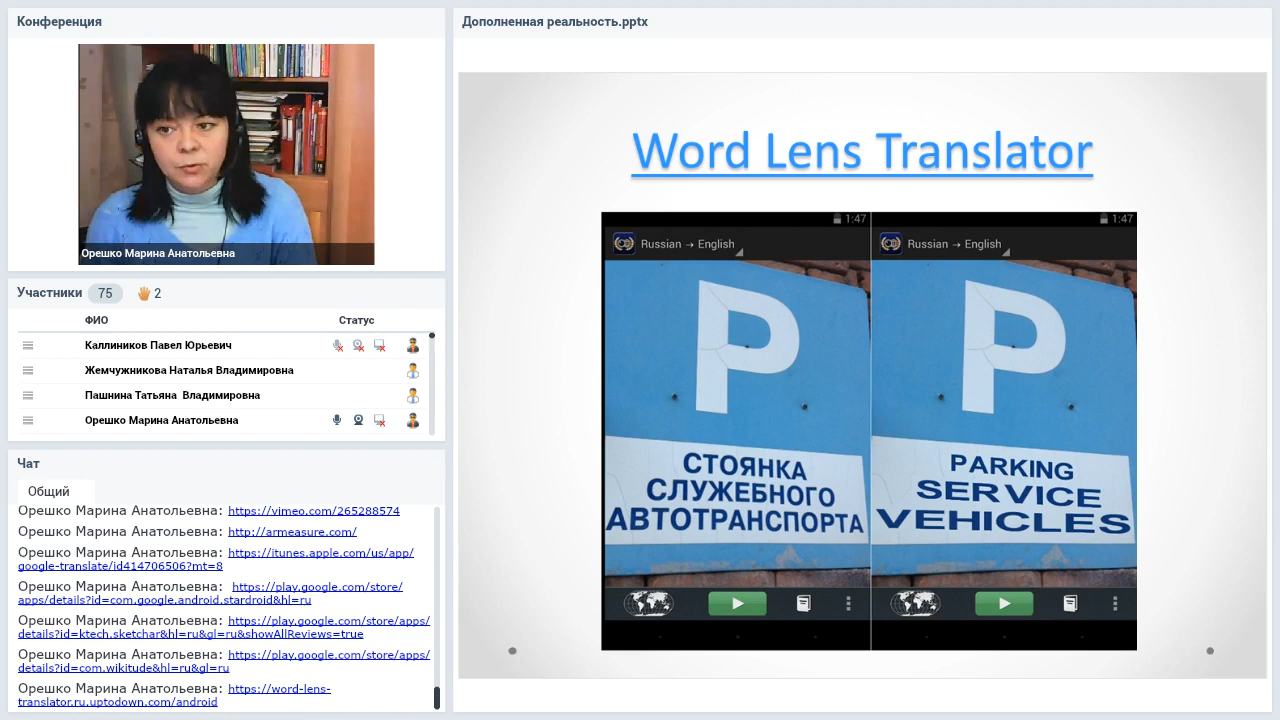 Конференция
Орешко Марина Анатольевна
Участники 75 2
ФИО Статус
Каллиников Павел Юрьевич
Жемчужникова Наталья Владимировна
Пашнина Татьяна Владимировна
Орешко Марина Анатольевна
Чат
Общий
Орешко Марина Анатольевна: https://vimeo.com/265288574
Орешко Марина Анатольевна: http://armeasure.com/
Орешко Марина Анатольевна: https://itunes.apple.com/us/app/
google-translate/id414706506?mt=8
Орешко Марина Анатольевна: https://play.google.com/store/
apps/details?id=com.google.android.stardroid&hl=ru
Орешко Марина Анатольевна: https://play.google.com/store/apps/
details?id=ktech.sketchar&hl=ru&gl=ru&showAllReviews=true
Орешко Марина Анатольевна: https://play.google.com/store/apps/
details?id=com.wikitude&hl=ru&gl=ru
Орешко Марина Анатольевна: https://word-lens-
translator.ru.uptodown.com/android
Дополненная реальность.pptx
Word Lens Translator
1:47
Russian → English
P
СТОЯНКА
СЛУЖЕБНОГО
АВТОТРАНСПОРТА
1:47
Russian → English
P
PARKING
SERVICE
VEHICLES